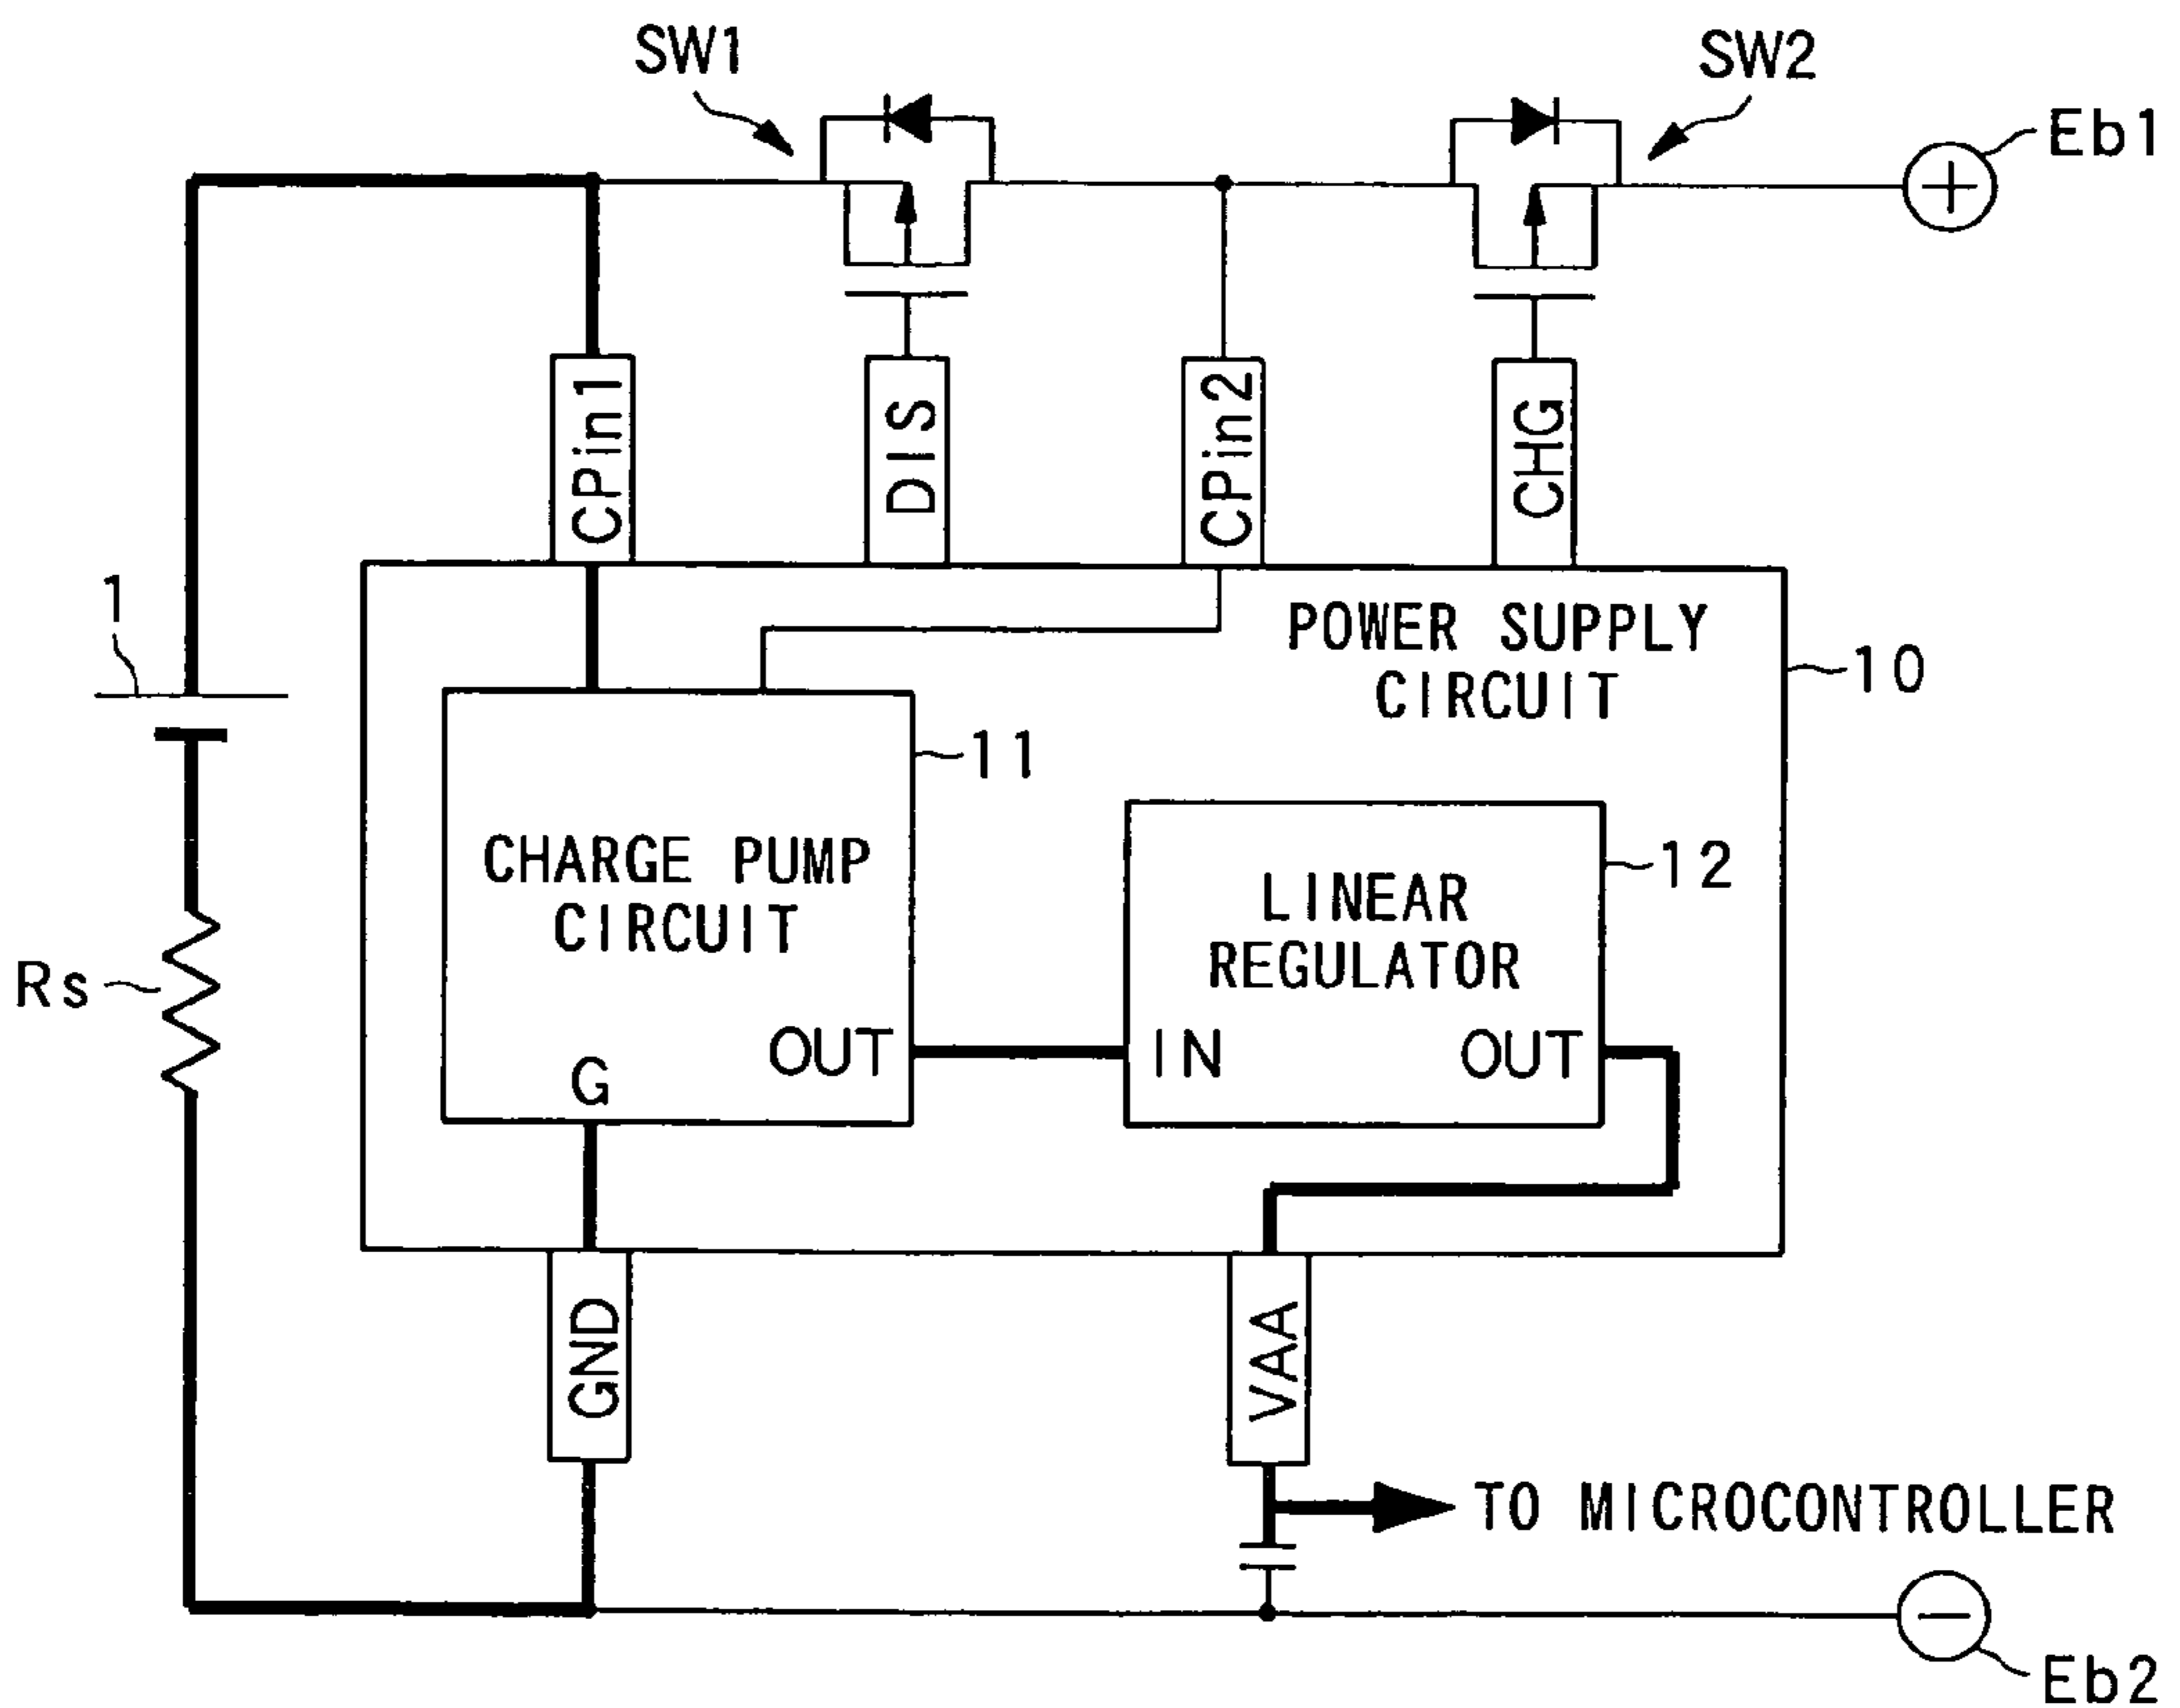 SW1
SW2
Eb1
CPin1
DIS
CPin2
CHG
1
POWER SUPPLY
CIRCUIT
10
11
CHARGE PUMP
CIRCUIT
12
LINEAR
REGULATOR
Rs
OUT
IN
OUT
G
GND
VAA
TO MICROCONTROLLER
Eb2